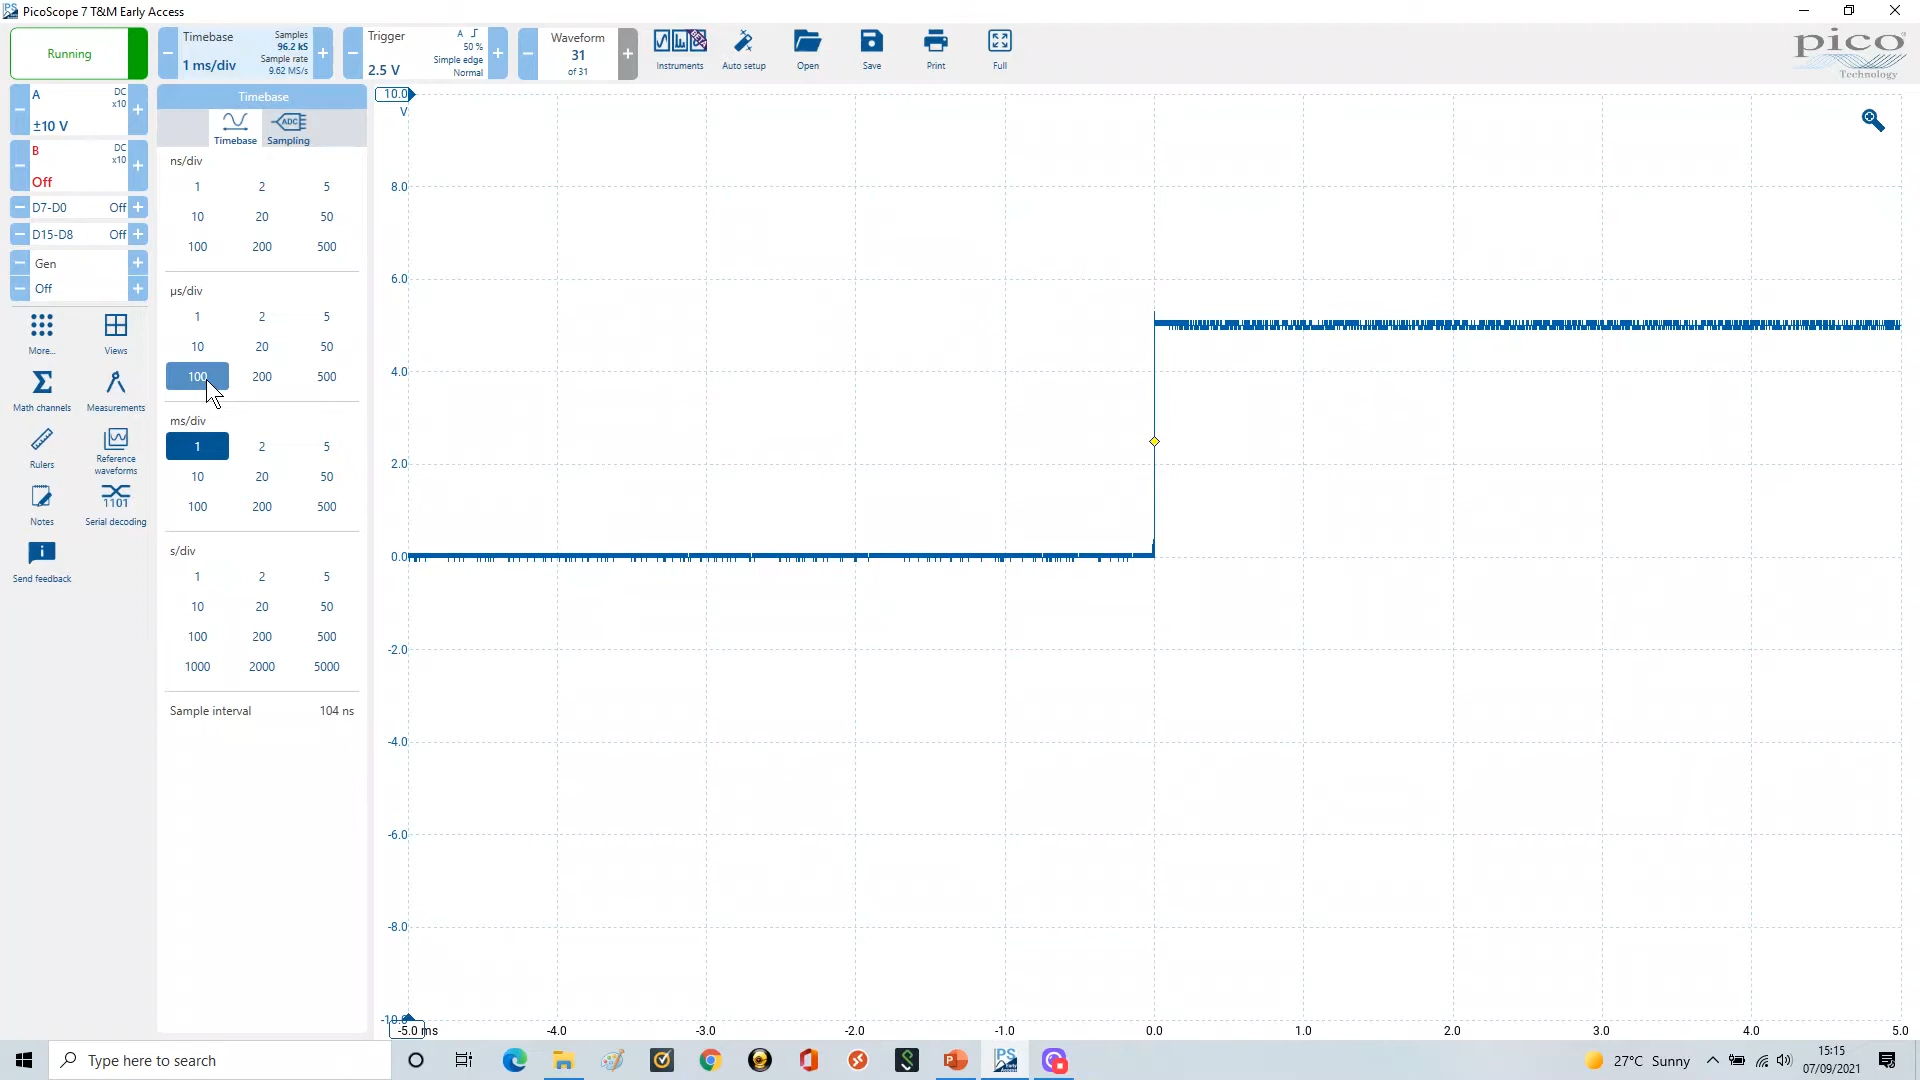 PicoScope 7 T&M Early Access
Running
Timebase
1 ms/div
Samples
96.2 kS
Sample rate
9.62 MS/s
Trigger
2.5 V
A
50 %
Simple edge
Normal
Waveform
31
of 31
Instruments
Auto setup
Open
Save
Print
Full
pico
Technology
A
DC
x10
±10 V
B
DC
x10
Off
D7-D0 Off
D15-D8 Off
Gen
Off
More...
Views
Math channels
Measurements
Rulers
Reference
waveforms
Notes
1101
Serial decoding
Send feedback
Timebase
Timebase
ADC
Sampling
ns/div
1 2 5
10 20 50
100 200 500
µs/div
1 2 5
10 20 50
100 200 500
ms/div
1 2 5
10 20 50
100 200 500
s/div
1 2 5
10 20 50
100 200 500
1000 2000 5000
Sample interval 104 ns
10.0
V
8.0
6.0
4.0
2.0
0.0
-2.0
-4.0
-6.0
-8.0
-10.0
-5.0 ms -4.0 -3.0 -2.0 -1.0 0.0 1.0 2.0 3.0 4.0 5.0
Type here to search
27°C Sunny
15:15
07/09/2021